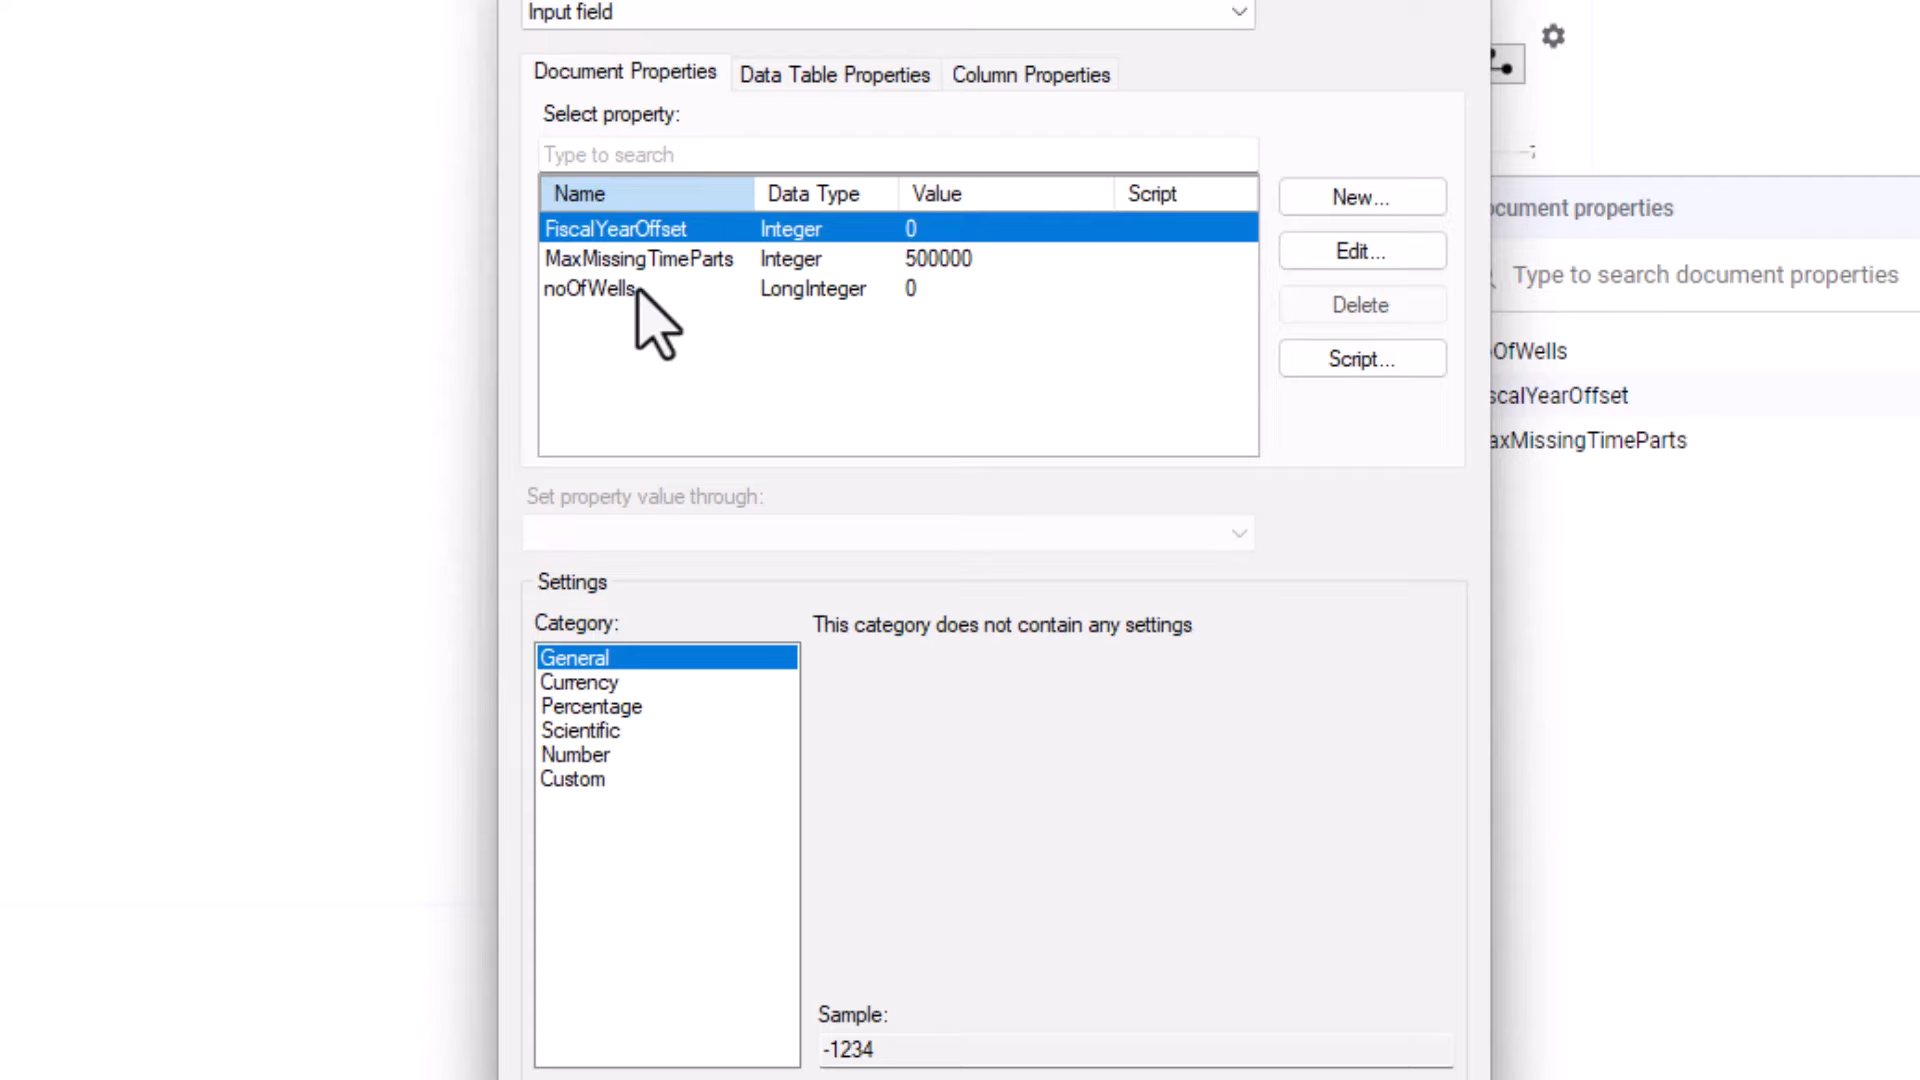 Input field
Document Properties
Data Table Properties
Column Properties
Select property:
Type to search
Name Data Type Value Script
FiscalYearOffset Integer 0
MaxMissingTimeParts Integer 500000
noOfWells LongInteger 0
New...
Edit...
Delete
Script...
Set property value through:
Settings
Category:
General
Currency
Percentage
Scientific
Number
Custom
This category does not contain any settings
Sample:
-1234
ocument properties
Type to search document properties
OfWells
scalYearOffset
axMissingTimeParts